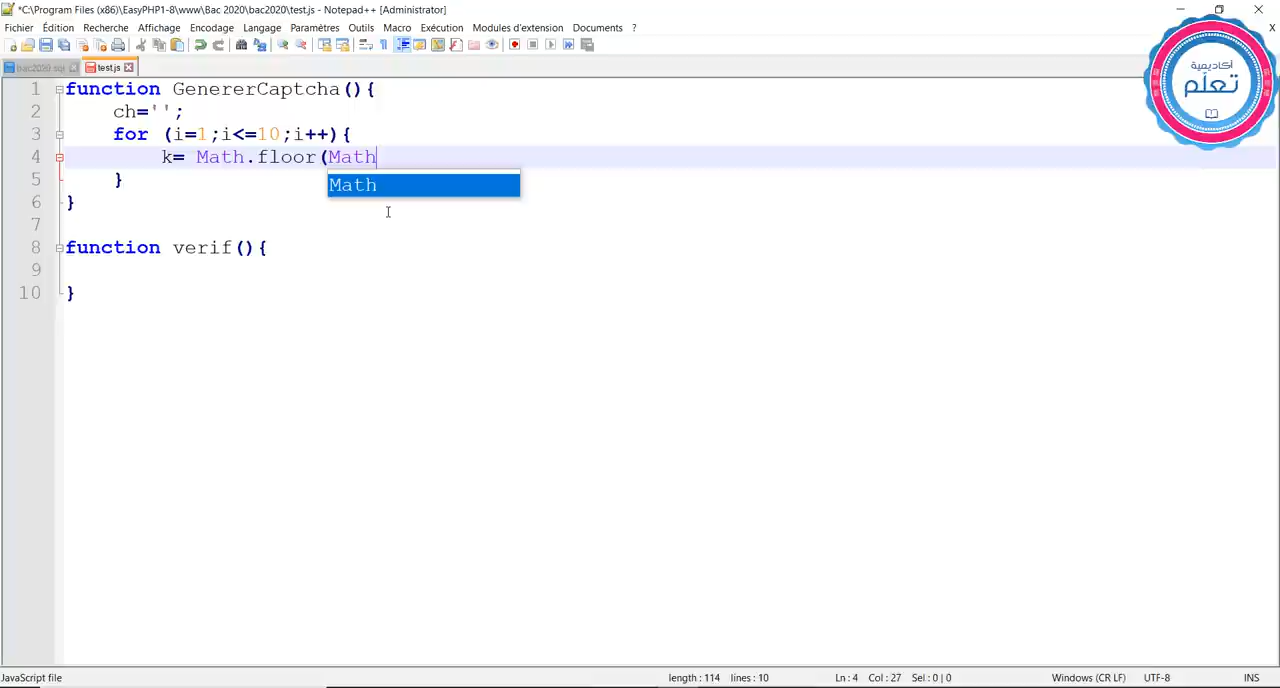 *C:\Program Files (x86)\EasyPHP1-8\www\Bac 2020\bac2020\test.js - Notepad++ [Administrator]
Fichier Édition Recherche Affichage Encodage Langage Paramètres Outils Macro Exécution Modules d'extension Documents ? X
bac2020.sql test.js
1 function GenererCaptcha(){
2 ch='';
3 for (i=1;i<=10;i++){
4 k= Math.floor(Math
5 }
Math
6 }
7
8 function verif(){
9
10 }
أكاديمية
تعلّم
JavaScript file length : 114 lines : 10 Ln : 4 Col : 27 Sel : 0 | 0 Windows (CR LF) UTF-8 INS